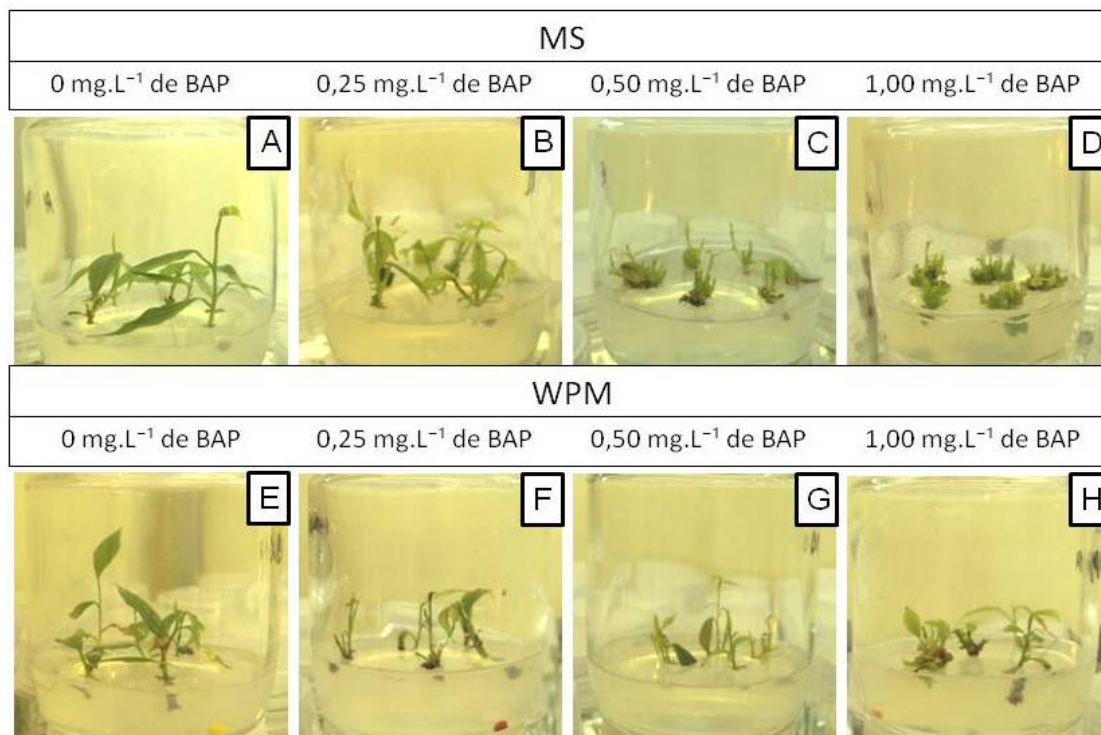 MS
0 mg.L⁻¹ de BAP 0,25 mg.L⁻¹ de BAP 0,50 mg.L⁻¹ de BAP 1,00 mg.L⁻¹ de BAP
A B C D
WPM
0 mg.L⁻¹ de BAP 0,25 mg.L⁻¹ de BAP 0,50 mg.L⁻¹ de BAP 1,00 mg.L⁻¹ de BAP
E F G H